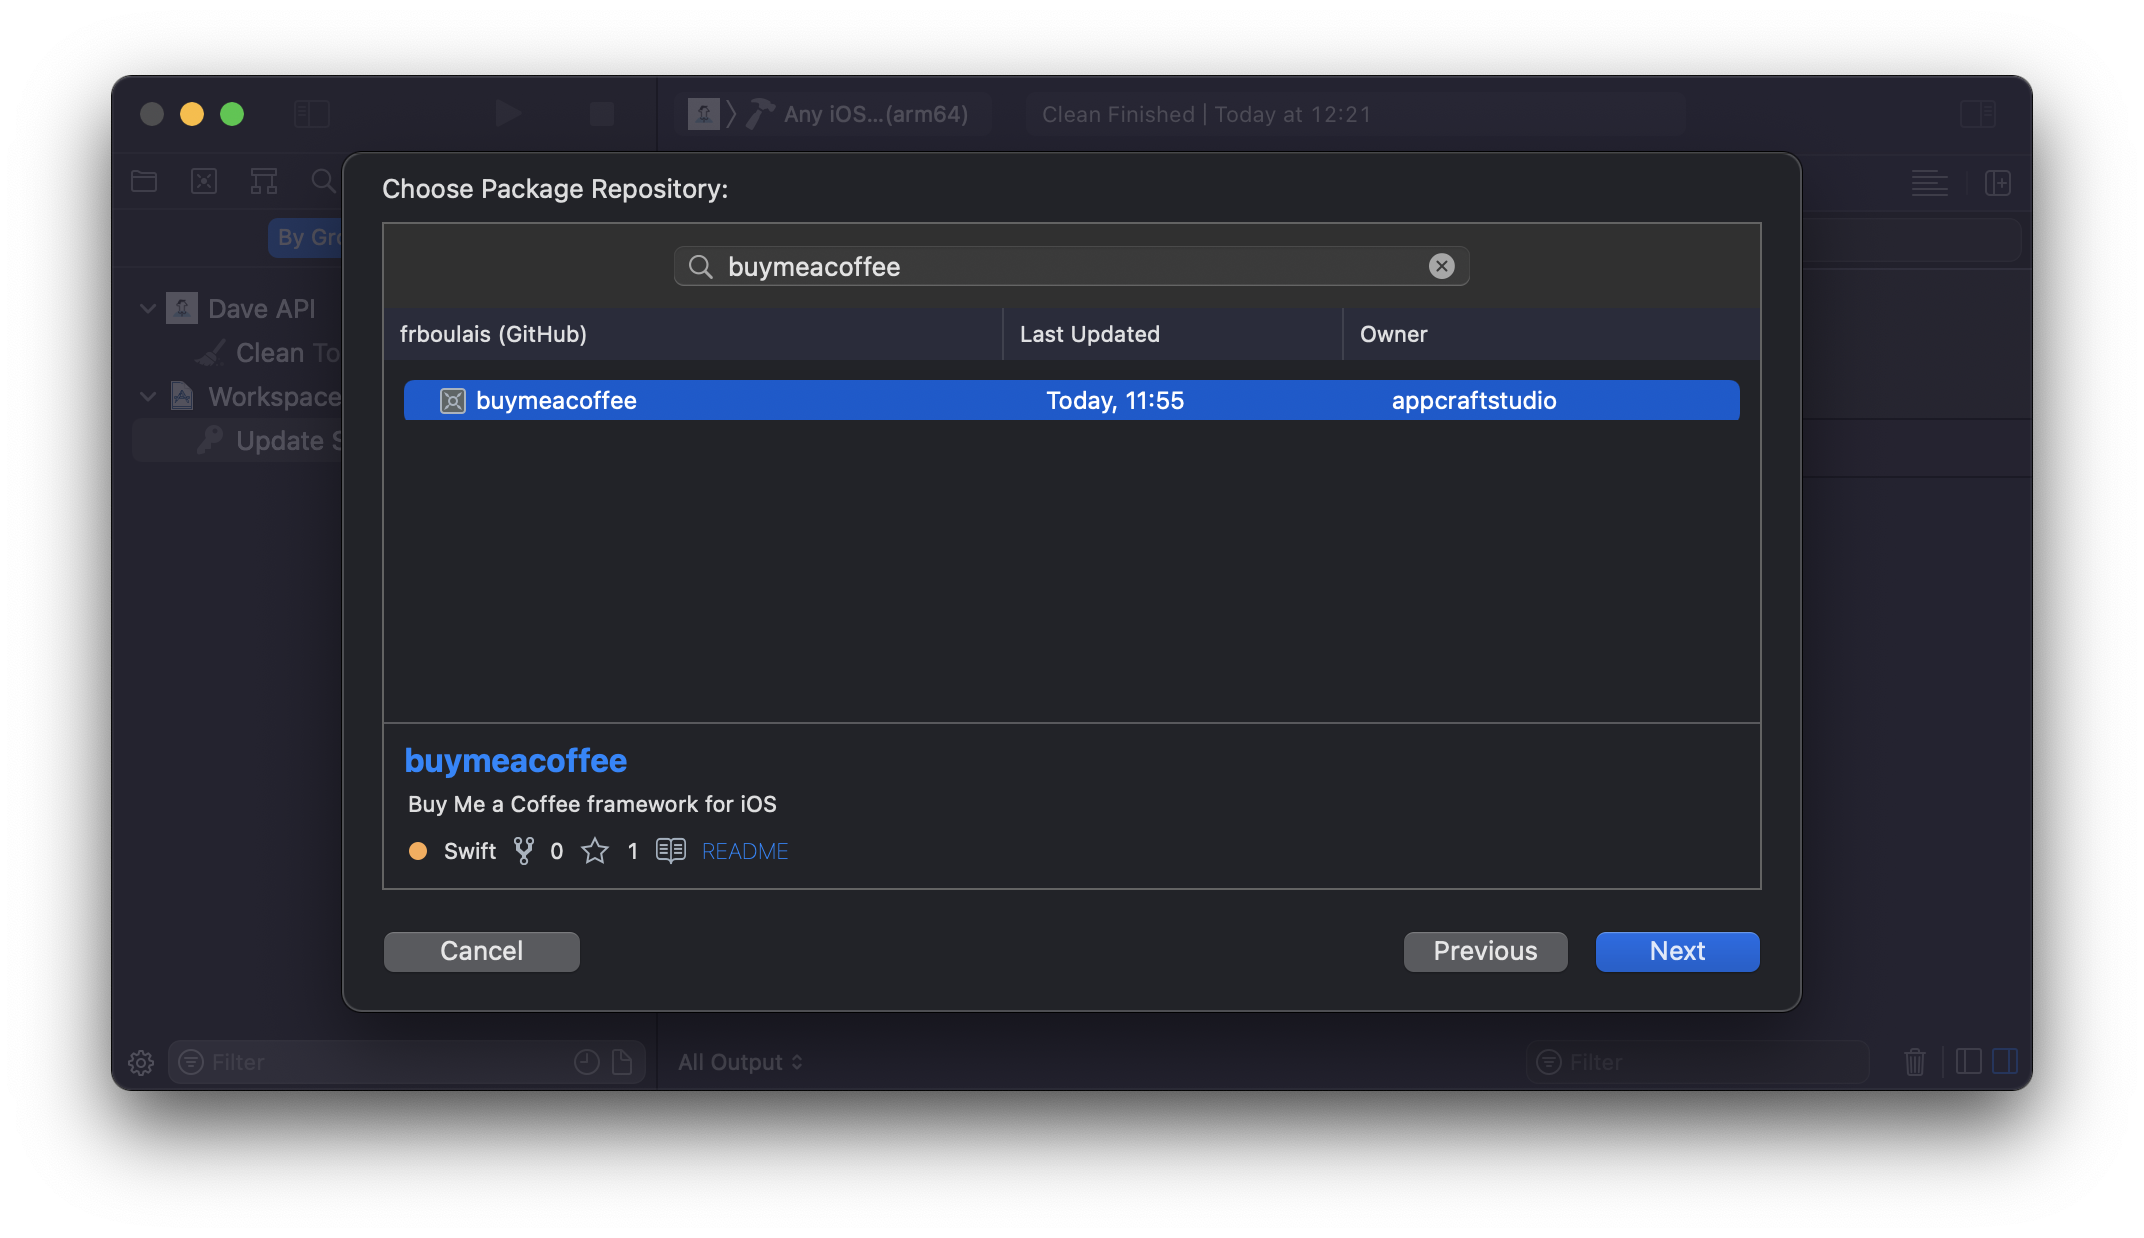 Any iOS...(arm64)
Clean Finished | Today at 12:21
Choose Package Repository:
By Gro
buymeacoffee
Dave API
frboulais (GitHub)
Last Updated
Owner
Clean To
Workspace
buymeacoffee
Today, 11:55
appcraftstudio
Update S
buymeacoffee
Buy Me a Coffee framework for iOS
Swift 0 1 README
Cancel
Previous
Next
Filter
All Output
Filter